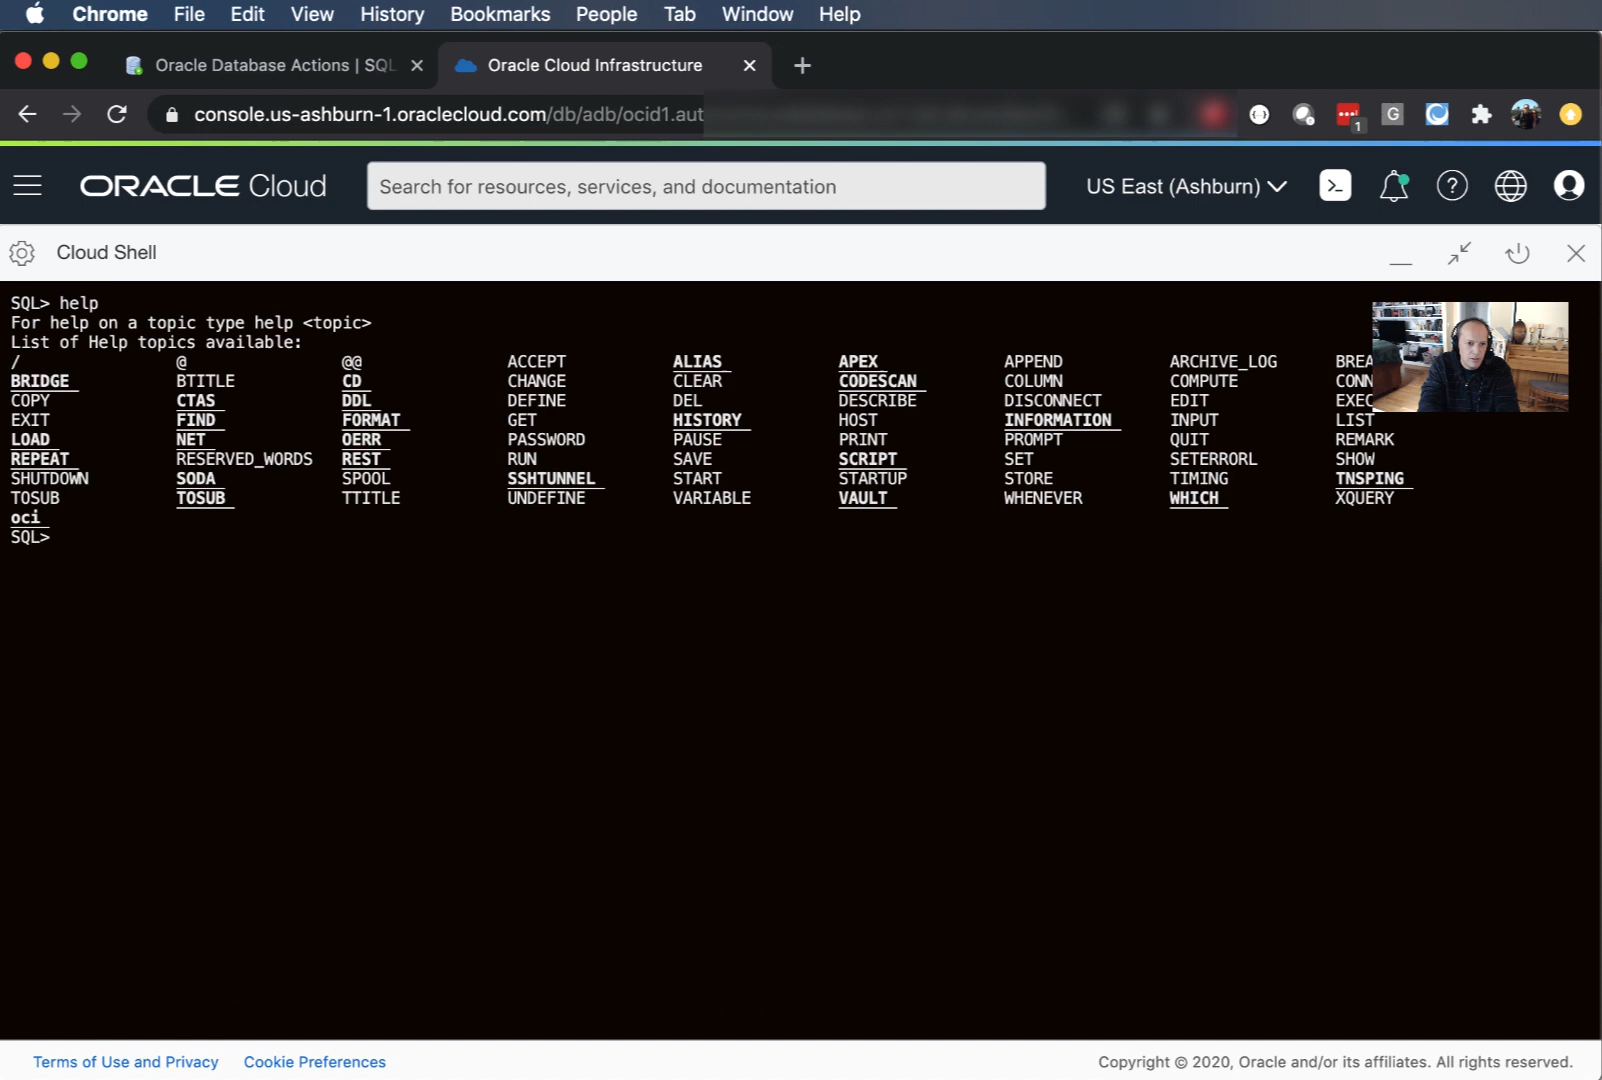 Chrome File Edit View History Bookmarks People Tab Window Help
Oracle Database Actions | SQL
Oracle Cloud Infrastructure
console.us-ashburn-1.oraclecloud.com/db/adb/ocid1.aut
1
G
ORACLE Cloud
Search for resources, services, and documentation
US East (Ashburn)
Cloud Shell
SQL> help
For help on a topic type help <topic>
List of Help topics available:
/ @ @@ ACCEPT ALIAS APEX APPEND ARCHIVE_LOG BREA
BRIDGE BTITLE CD CHANGE CLEAR CODESCAN COLUMN COMPUTE CONN
COPY CTAS DDL DEFINE DEL DESCRIBE DISCONNECT EDIT EXEC
EXIT FIND FORMAT GET HISTORY HOST INFORMATION INPUT LIST
LOAD NET OERR PASSWORD PAUSE PRINT PROMPT QUIT REMARK
REPEAT RESERVED_WORDS REST RUN SAVE SCRIPT SET SETERRORL SHOW
SHUTDOWN SODA SPOOL SSHTUNNEL START STARTUP STORE TIMING TNSPING
TOSUB TOSUB TTITLE UNDEFINE VARIABLE VAULT WHENEVER WHICH XQUERY
oci
SQL>
Terms of Use and Privacy Cookie Preferences
Copyright © 2020, Oracle and/or its affiliates. All rights reserved.